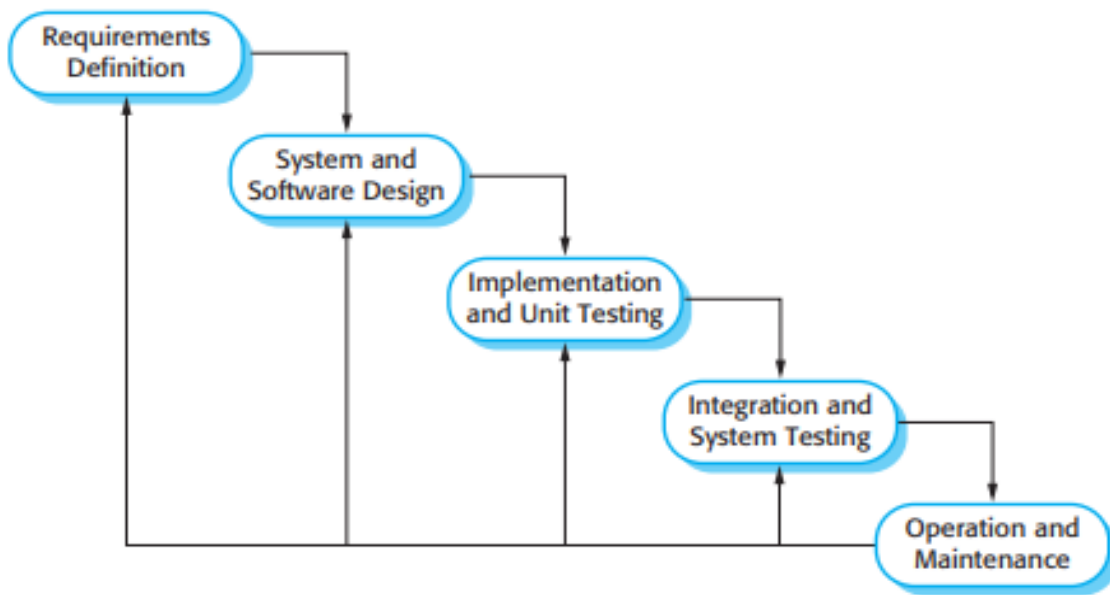 Requirements
Definition
System and
Software Design
Implementation
and Unit Testing
Integration and
System Testing
Operation and
Maintenance